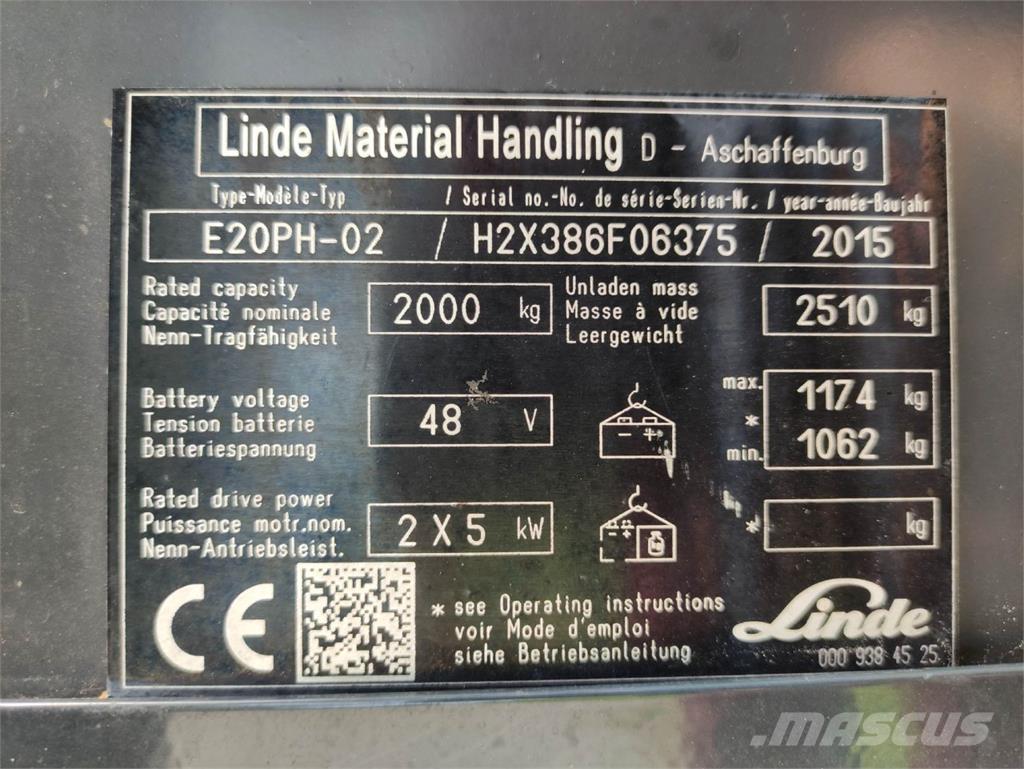 Linde Material Handling D - Aschaffenburg
Type-Modèle-Typ / Serial no.-No. de série-Serien-Nr. / year-année-Baujahr
E20PH-02 / H2X386F06375 / 2015
Rated capacity
Capacité nominale
Nenn-Tragfähigkeit
2000 kg
Unladen mass
Masse à vide
Leergewicht
2510 kg
Battery voltage
Tension batterie
Batteriespannung
48 V
max. 1174 kg
*
min. 1062 kg
Rated drive power
Puissance motr.nom.
Nenn-Antriebsleist.
2 X 5 kW
* kg
CE
* see Operating instructions
voir Mode d'emploi
siehe Betriebsanleitung
Linde
000 938 45 25
MASCUS